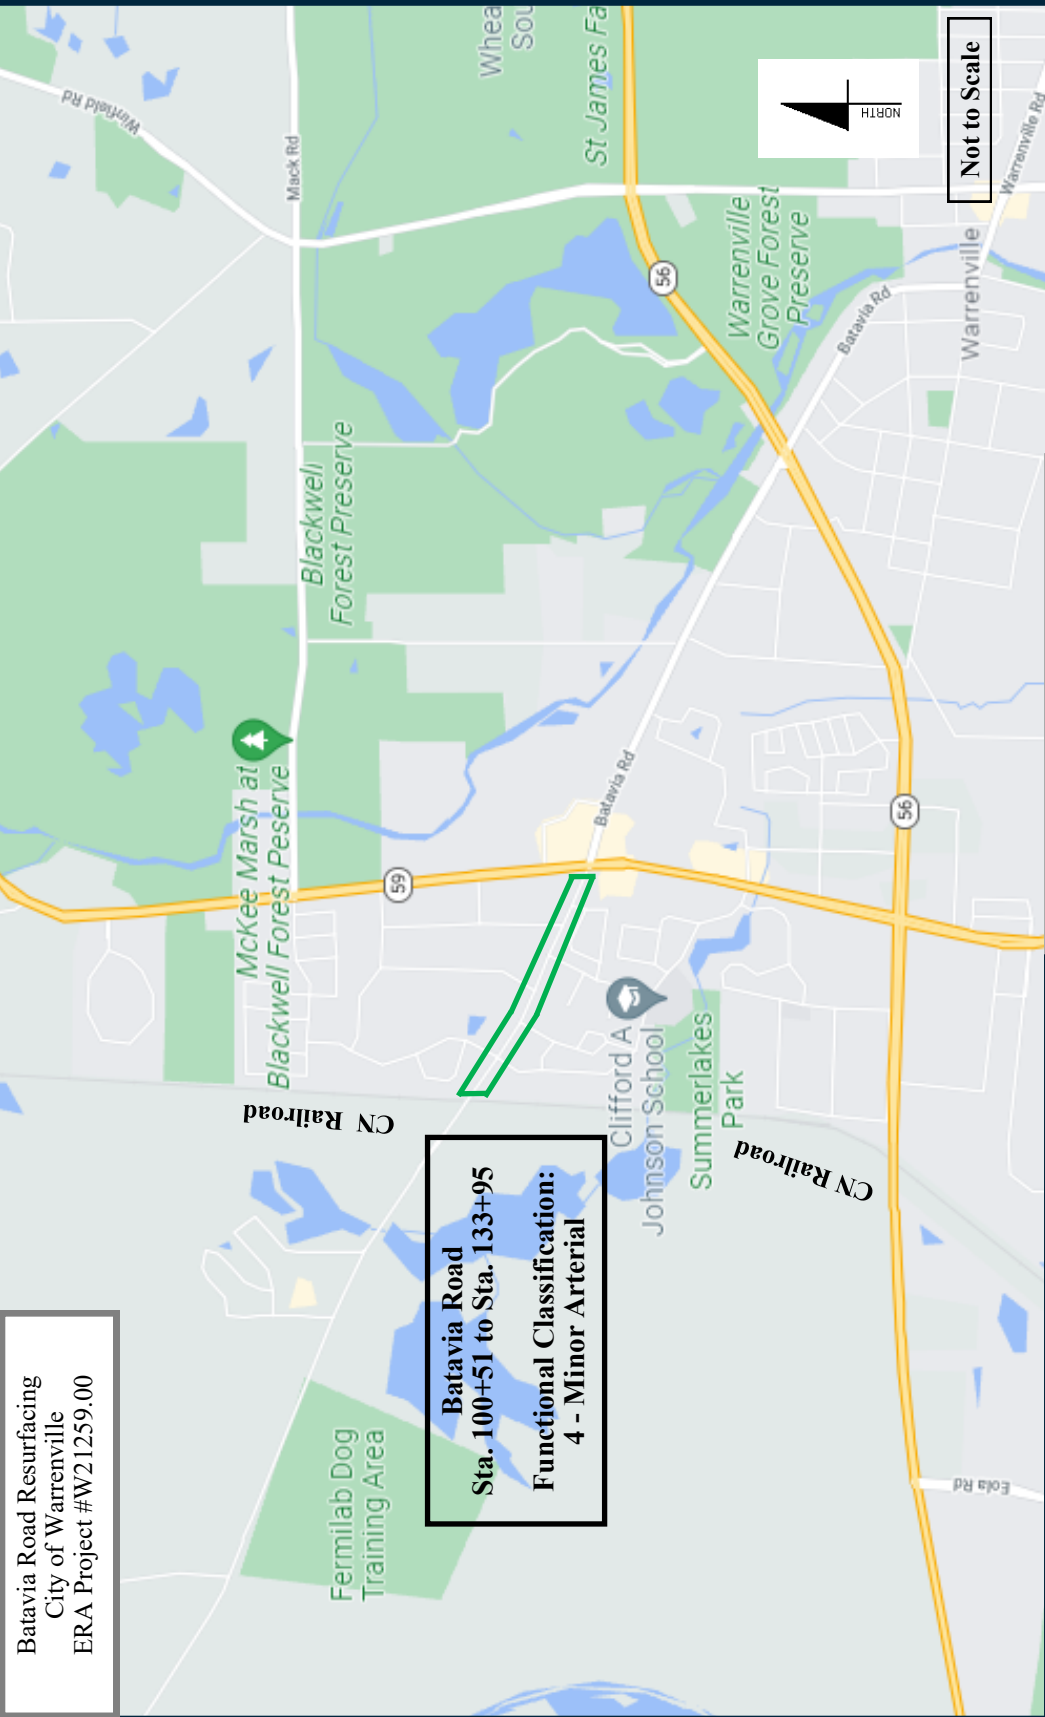 Batavia Road Resurfacing
City of Warrenville
ERA Project #W21259.00
Winfield Rd
Mack Rd
Whea
Sou
St James Fa
NORTH
Not to Scale
Warrenville Rd
Warrenville
Grove Forest
Preserve
56
Batavia Rd
Warrenville
Blackwell
Forest Preserve
McKee Marsh at
Blackwell Forest Peserve
59
Batavia Rd
56
CN Railroad
Clifford A
Johnson School
Summerlakes
Park
CN Railroad
Batavia Road
Sta. 100+51 to Sta. 133+95
Functional Classification:
4 - Minor Arterial
Fermilab Dog
Training Area
Eola Rd